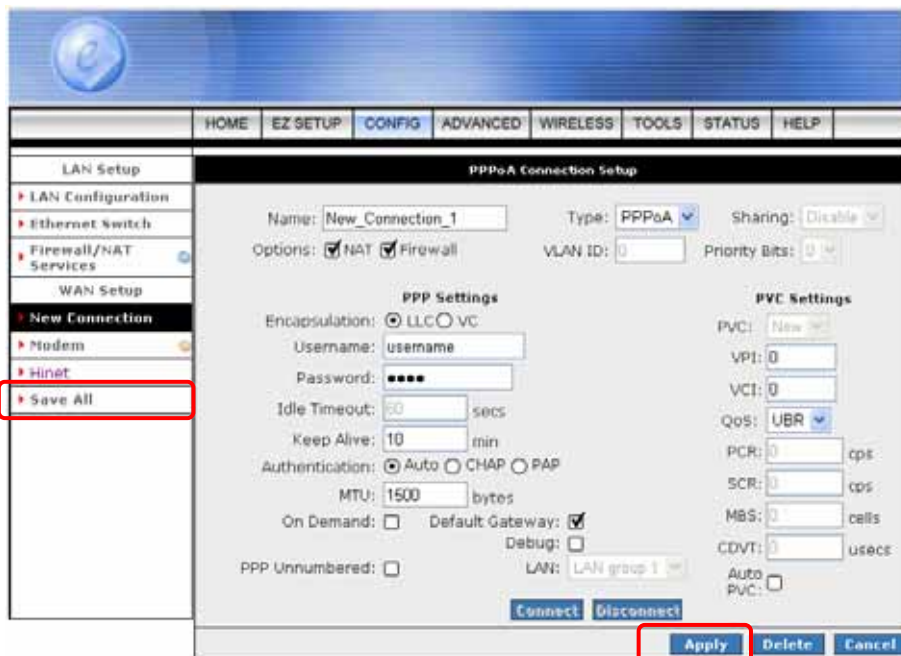 e
HOME EZ SETUP CONFIG ADVANCED WIRELESS TOOLS STATUS HELP
LAN Setup
LAN Configuration
Ethernet Switch
Firewall/NAT
Services
WAN Setup
New Connection
Modem
Hinet
Save All
PPPoA Connection Setup
Name: New_Connection_1 Type: PPPoA Sharing: Disable
Options: NAT Firewall VLAN ID: 0 Priority Bits: 0
PPP Settings
Encapsulation: LLC VC
Username: username
Password: ●●●●
Idle Timeout: 60 secs
Keep Alive: 10 min
Authentication: Auto CHAP PAP
MTU: 1500 bytes
On Demand: Default Gateway:
Debug:
PPP Unnumbered: LAN: LAN group 1
PVC Settings
PVC: New
VPI: 0
VCI: 0
QoS: UBR
PCR: 0 cps
SCR: 0 cps
MBS: 0 cells
CDVT: 0 usecs
Auto
PVC:
Connect Disconnect
Apply Delete Cancel